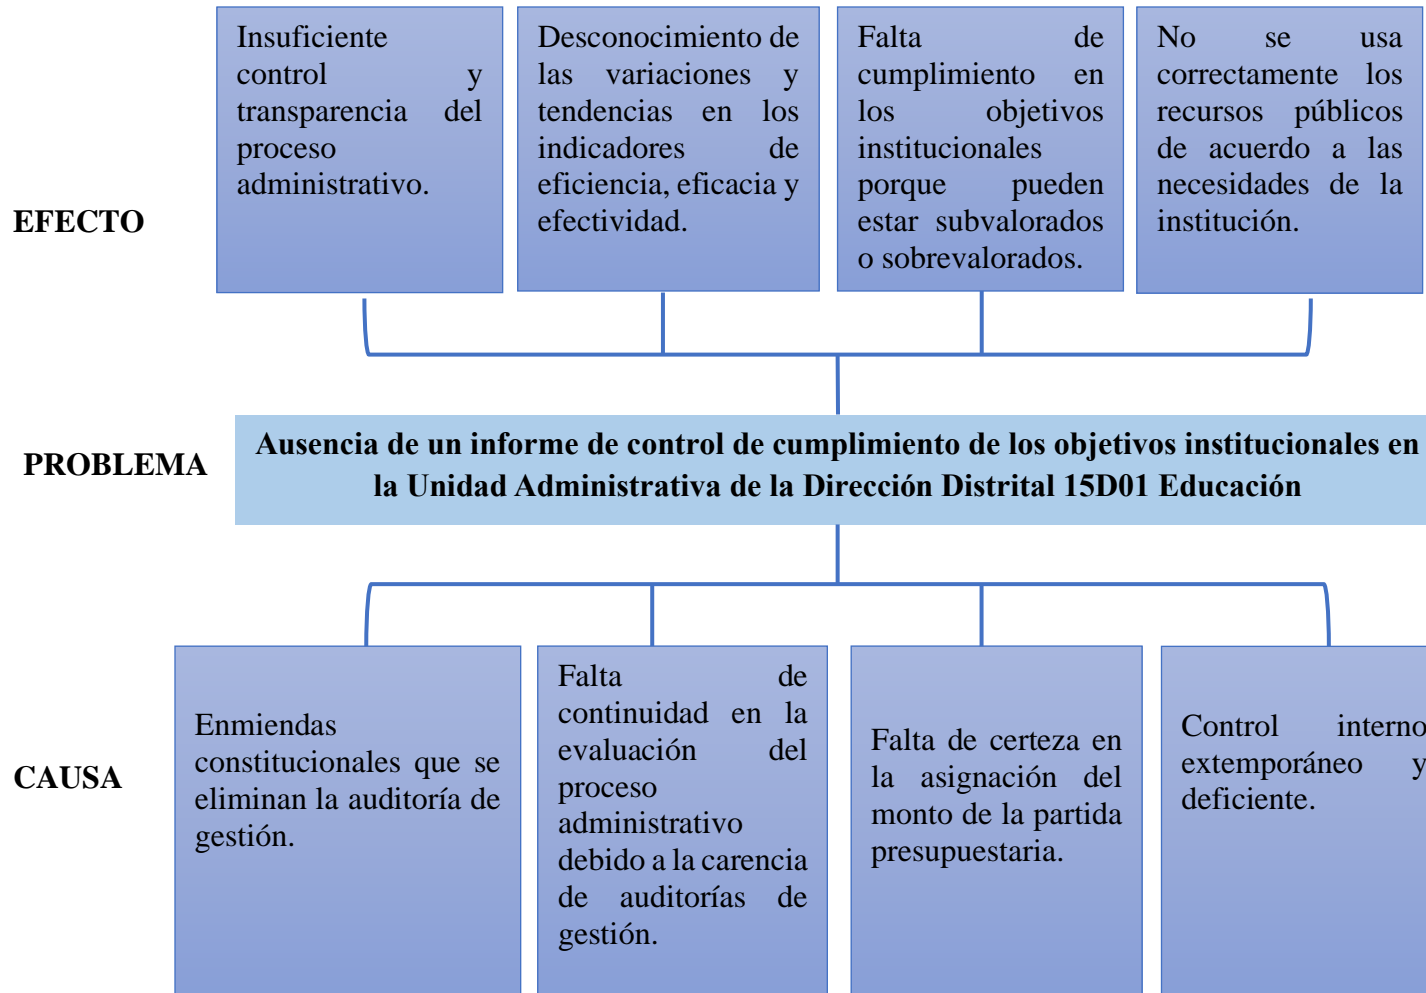 EFECTO
Insuficiente
control y
transparencia del
proceso
administrativo.
Desconocimiento de
las variaciones y
tendencias en los
indicadores de
eficiencia, eficacia y
efectividad.
Falta de
cumplimiento en
los objetivos
institucionales
porque pueden
estar subvalorados
o sobrevalorados.
No se usa
correctamente los
recursos públicos
de acuerdo a las
necesidades de la
institución.
PROBLEMA
Ausencia de un informe de control de cumplimiento de los objetivos institucionales en
la Unidad Administrativa de la Dirección Distrital 15D01 Educación
CAUSA
Enmiendas
constitucionales que se
eliminan la auditoría de
gestión.
Falta de
continuidad en la
evaluación del
proceso
administrativo
debido a la carencia
de auditorías de
gestión.
Falta de certeza en
la asignación del
monto de la partida
presupuestaria.
Control interno
extemporáneo y
deficiente.